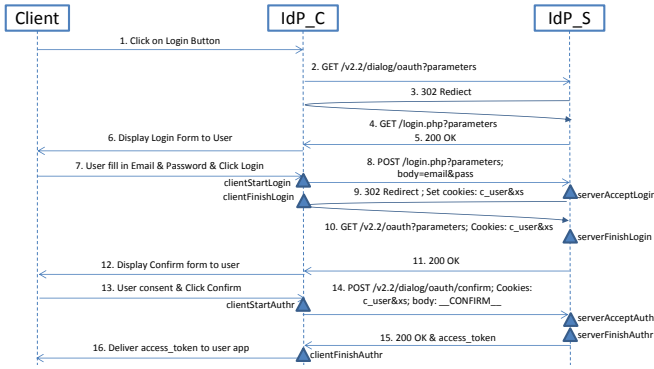 Client
IdP_C
IdP_S
1. Click on Login Button
2. GET /v2.2/dialog/oauth?parameters
3. 302 Rediect
4. GET /login.php?parameters
5. 200 OK
6. Display Login Form to User
7. User fill in Email & Password & Click Login
8. POST /login.php?parameters;
body=email&pass
clientStartLogin
9. 302 Redirect ; Set cookies: c_user&xs
serverAcceptLogin
clientFinishLogin
10. GET /v2.2/oauth?parameters; Cookies: c_user&xs
serverFinishLogin
11. 200 OK
12. Display Confirm form to user
13. User consent & Click Confirm
14. POST /v2.2/dialog/oauth/confirm; Cookies:
c_user&xs; body: __CONFIRM__
clientStartAuthr
serverAcceptAuth
15. 200 OK & access_token
serverFinishAuthr
16. Deliver access_token to user app
clientFinishAuthr